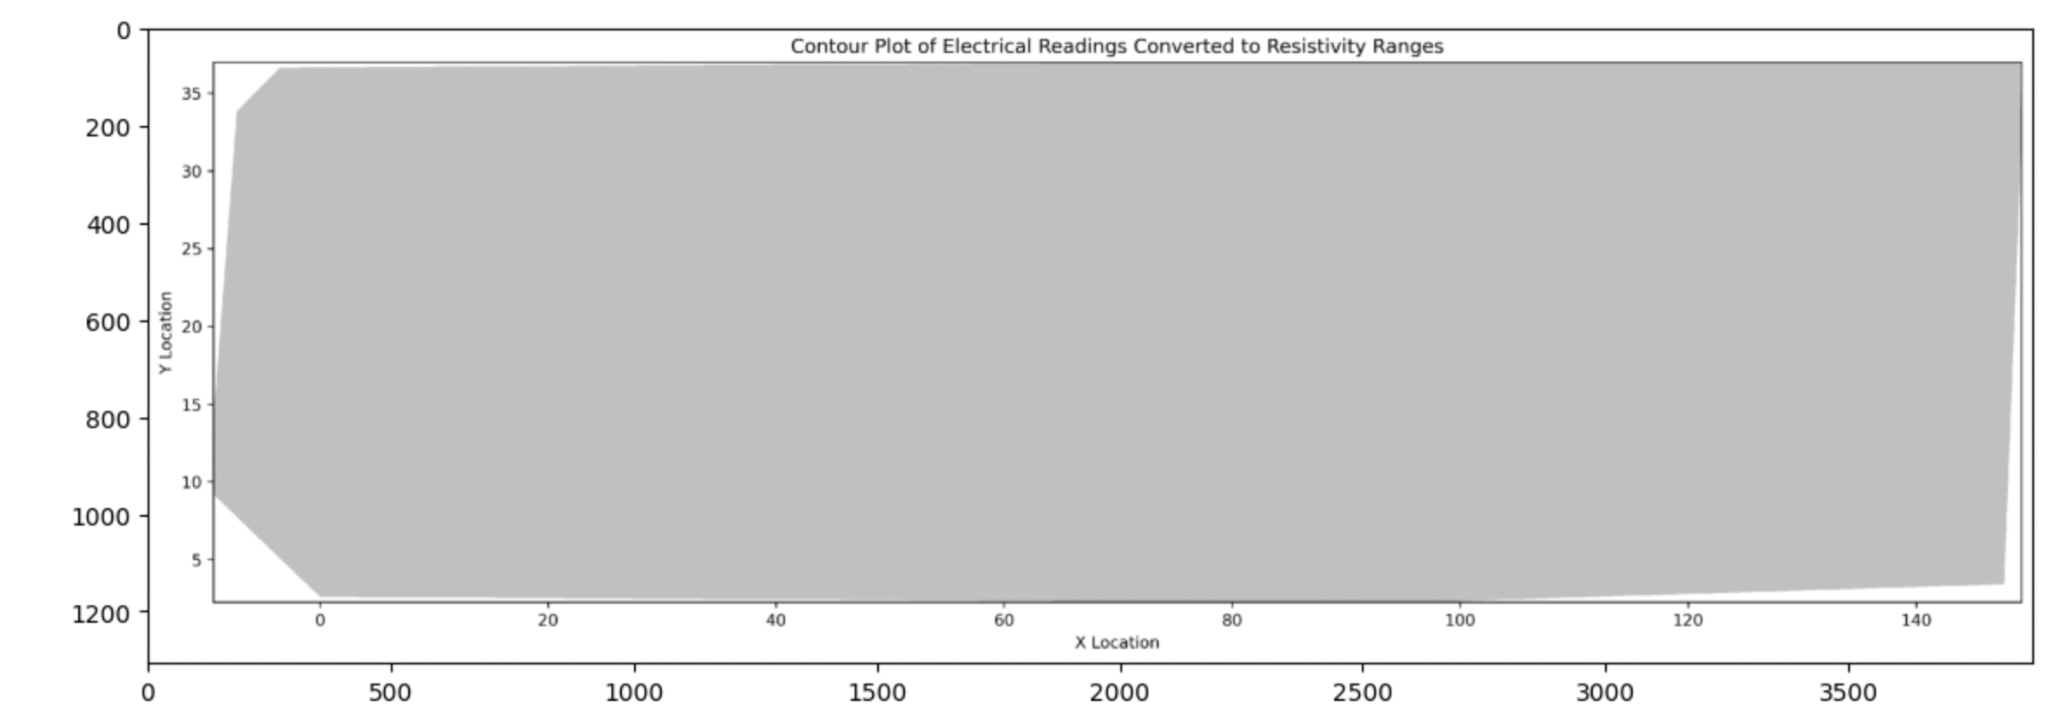 Contour Plot of Electrical Readings Converted to Resistivity Ranges
0
200
400
600
800
1000
1200
35
30
25
20
15
10
5
Y Location
0 20 40 60 80 100 120 140
X Location
0 500 1000 1500 2000 2500 3000 3500